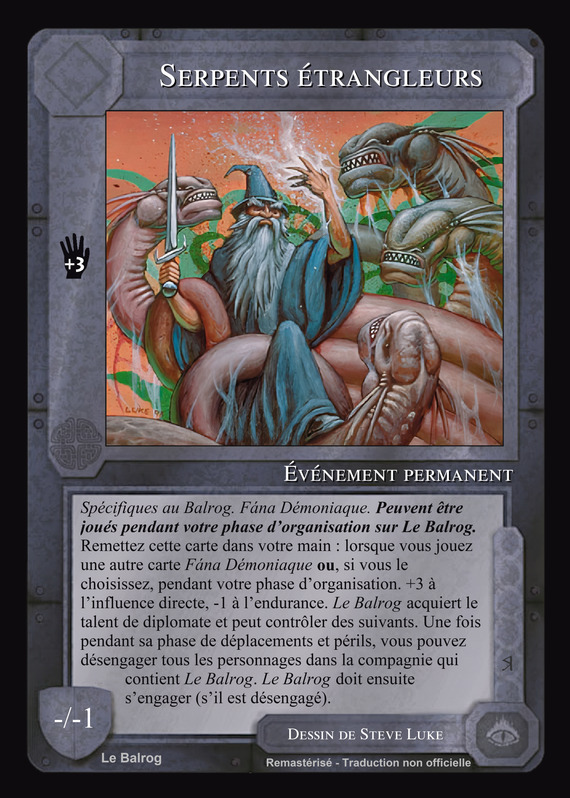 SERPENTS ÉTRANGLEURS
+3
LUKE 95
ÉVÉNEMENT PERMANENT
Spécifiques au Balrog. Fána Démoniaque. Peuvent être
joués pendant votre phase d'organisation sur Le Balrog.
Remettez cette carte dans votre main : lorsque vous jouez
une autre carte Fána Démoniaque ou, si vous le
choisissez, pendant votre phase d'organisation. +3 à
l'influence directe, -1 à l'endurance. Le Balrog acquiert le
talent de diplomate et peut contrôler des suivants. Une fois
pendant sa phase de déplacements et périls, vous pouvez
désengager tous les personnages dans la compagnie qui
contient Le Balrog. Le Balrog doit ensuite
s'engager (s'il est désengagé).
-/-1
DESSIN DE STEVE LUKE
Le Balrog
Remastérisé - Traduction non officielle